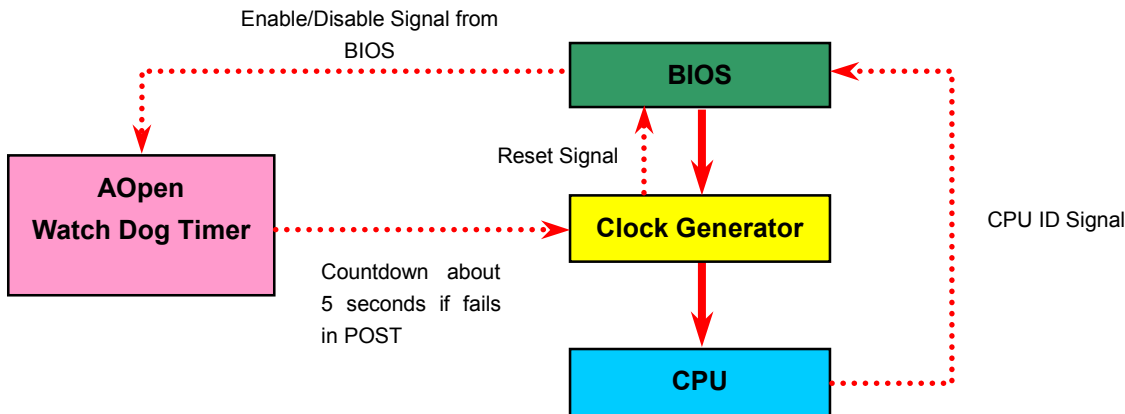 Enable/Disable Signal from
BIOS
BIOS
Reset Signal
AOpen
Watch Dog Timer
Clock Generator
CPU ID Signal
Countdown about
5 seconds if fails
in POST
CPU